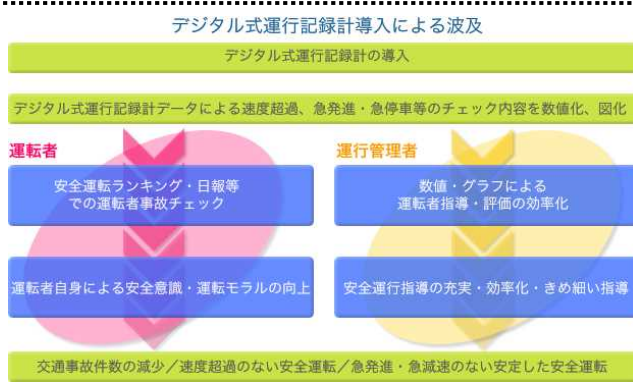 デジタル式運行記録計導入による波及
デジタル式運行記録計の導入
デジタル式運行記録計データによる速度超過、急発進・急停車等のチェック内容を数値化、図化
運転者
安全運転ランキング・日報等
での運転者事故チェック
運転者自身による安全意識・運転モラルの向上
運行管理者
数値・グラフによる
運転者指導・評価の効率化
安全運行指導の充実・効率化・きめ細い指導
交通事故件数の減少／速度超過のない安全運転／急発進・急減速のない安定した安全運転